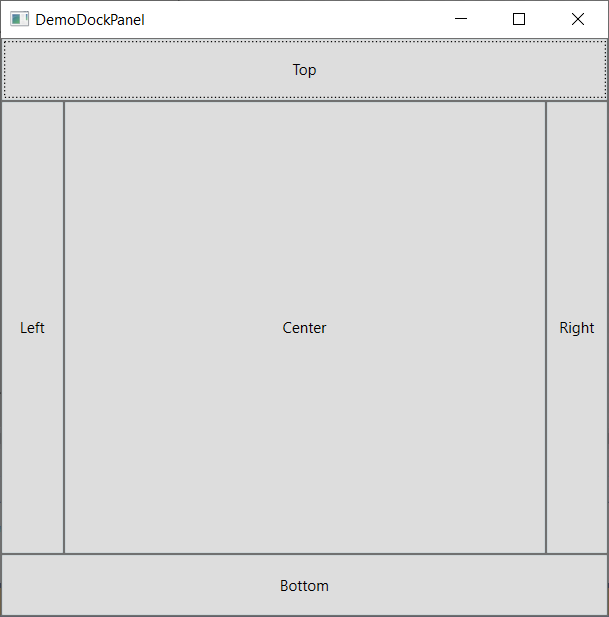 DemoDockPanel
Top
Left
Center
Right
Bottom